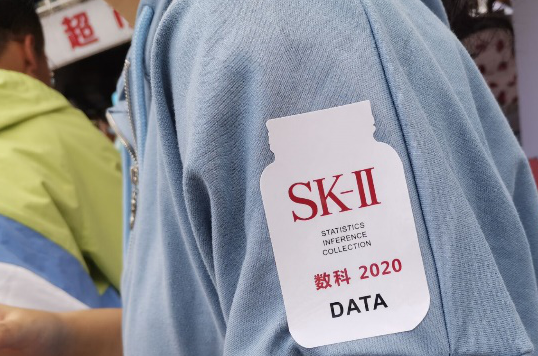 超
SK-II
STATISTICS
INFERENCE
COLLECTION
数科 2020
DATA